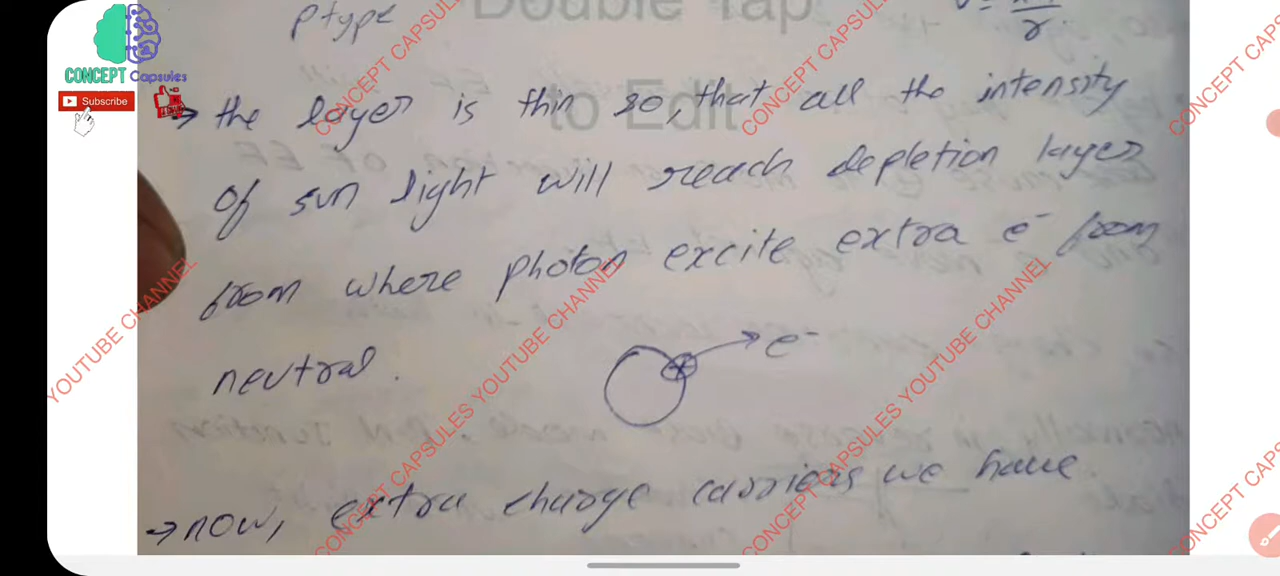 Double Tap
to Edit
CONCEPT Capsules
Subscribe
ptype
→ the layer is thin so, that all the intensity
of sun light will reach depletion layer
from where photon excite extra e⁻ from
neutral.
e⁻
→ now, extra charge carriers we have
CONCEPT CAPSULES YOUTUBE CHANNEL